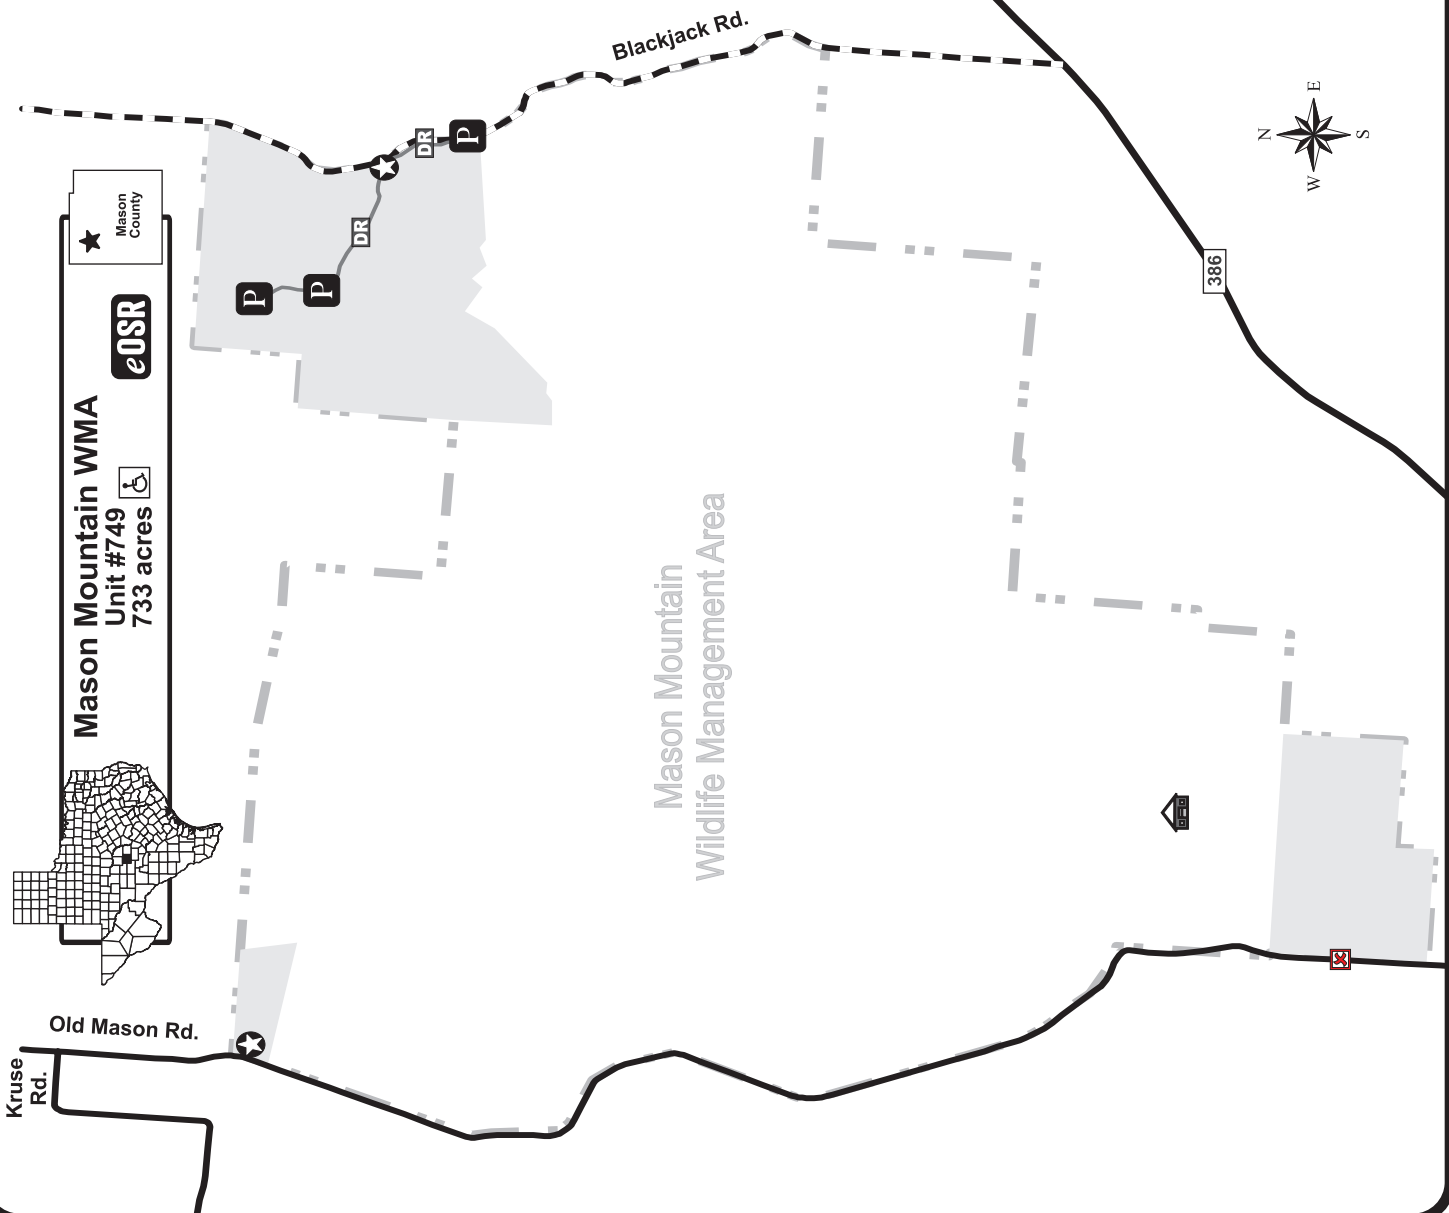 Blackjack Rd.
Mason
County
eOSR
Mason Mountain WMA
Unit #749
733 acres
P
P
P
DR
DR
386
N
E
S
W
Mason Mountain
Wildlife Management Area
Old Mason Rd.
Kruse
Rd.